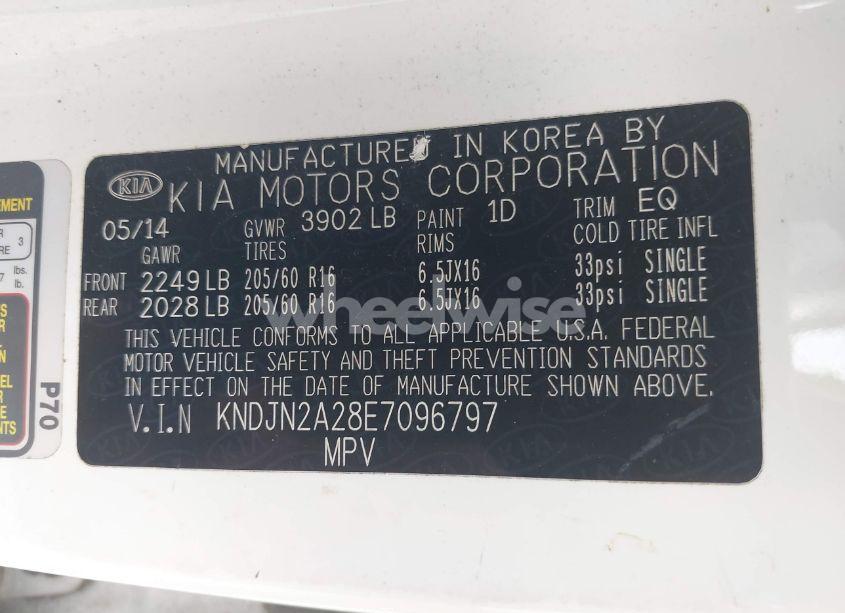 MANUFACTURED IN KOREA BY
KIA KIA MOTORS CORPORATION
05/14 GVWR 3902 LB PAINT 1D TRIM EQ
GAWR TIRES RIMS COLD TIRE INFL
FRONT 2249 LB 205/60 R16 6.5JX16 33psi SINGLE
REAR 2028 LB 205/60 R16 6.5JX16 33psi SINGLE
wheelwise
THIS VEHICLE CONFORMS TO ALL APPLICABLE U.S.A. FEDERAL
MOTOR VEHICLE SAFETY AND THEFT PREVENTION STANDARDS
IN EFFECT ON THE DATE OF MANUFACTURE SHOWN ABOVE.
V.I.N KNDJN2A28E7096797
MPV
3
lbs.
lb.
P70